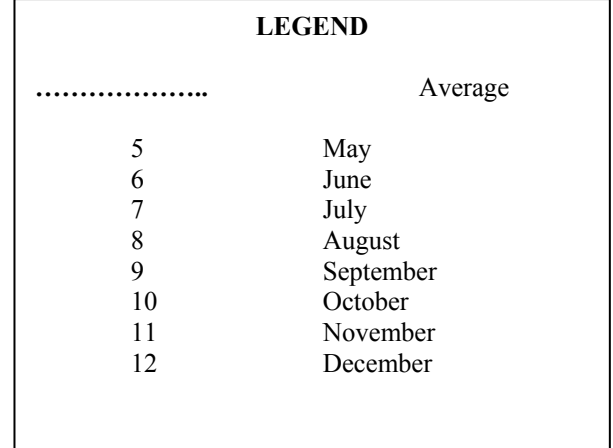 LEGEND
……………….. Average
5 May
6 June
7 July
8 August
9 September
10 October
11 November
12 December